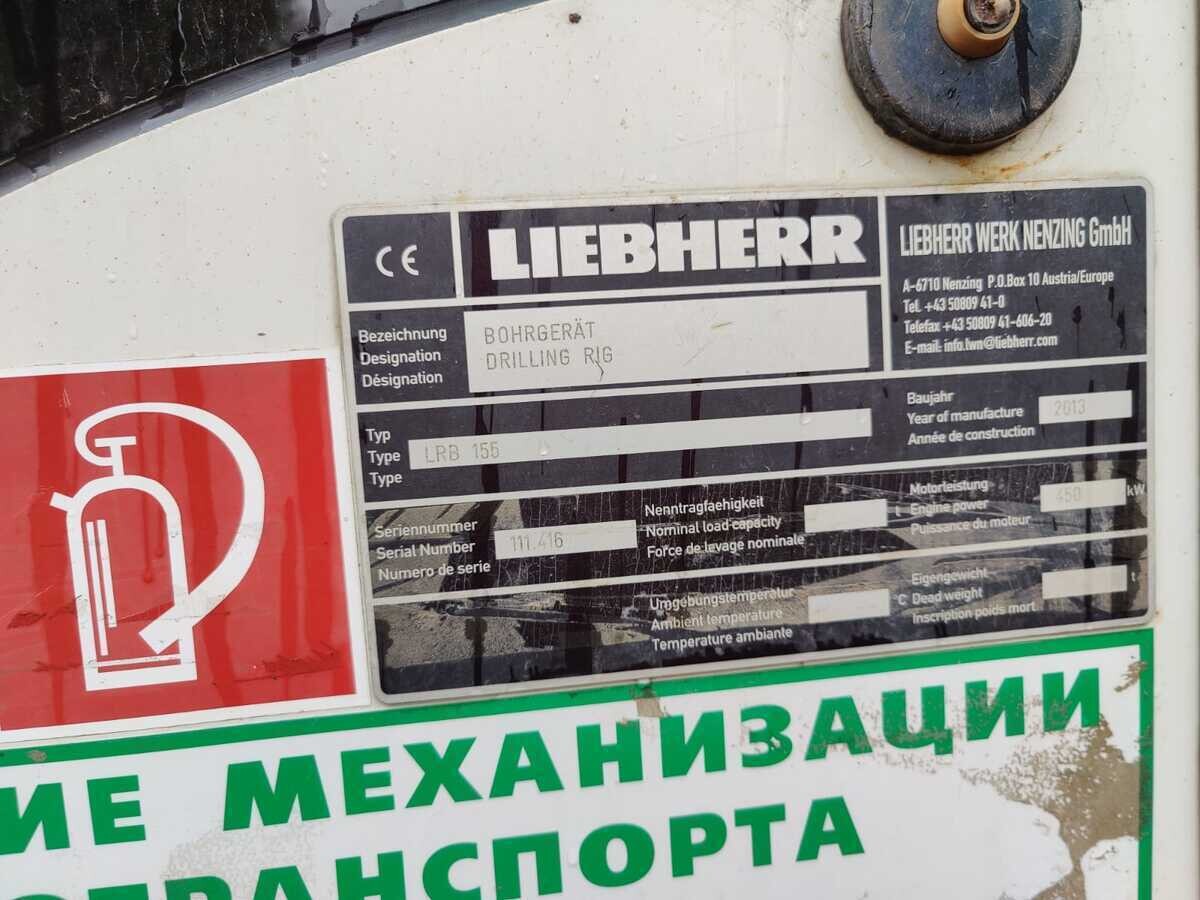 CE
LIEBHERR
LIEBHERR WERK NENZING GmbH
A-6710 Nenzing P.O.Box 10 Austria/Europe
Tel. +43 50809 41-0
Telefax +43 50809 41-606-20
E-mail: info.lwn@liebherr.com
Bezeichnung
Designation
Désignation
BOHRGERÄT
DRILLING RIG
Typ
Type
Type
LRB 155
Baujahr
Year of manufacture
Année de construction
2013
Seriennummer
Serial Number
Numero de serie
111.416
Nenntragfaehigkeit
Nominal load capacity
Force de levage nominale
t
Motorleistung
Engine power
Puissance du moteur
450
kW
Umgebungstemperatur
Ambient temperature
Temperature ambiante
C
Eigengewicht
Dead weight
Inscription poids mort
t
ИЕ МЕХАНИЗАЦИИ
ОТРАНСПОРТА